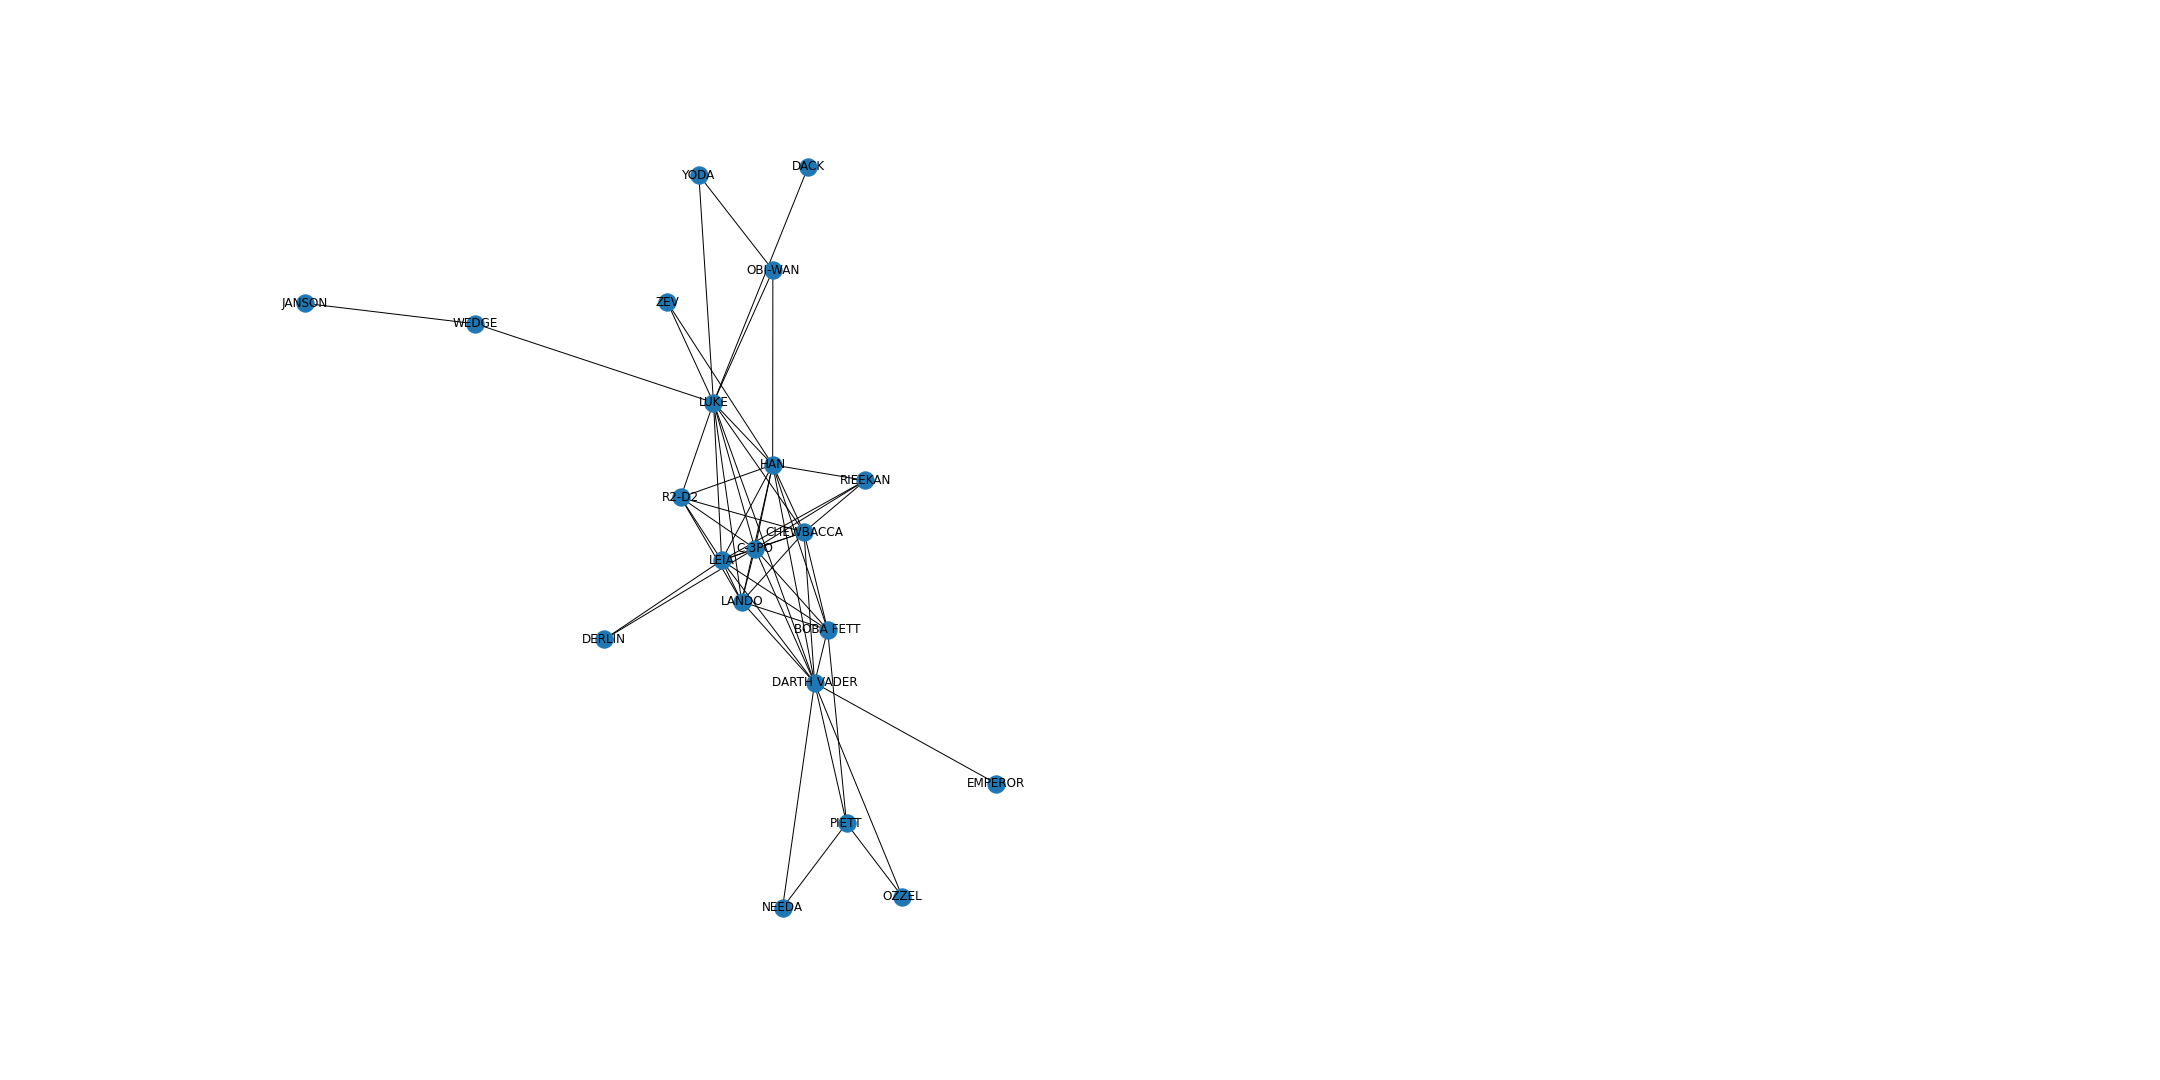 DACK
YODA
OBI-WAN
ZEV
JANSON
WEDGE
LUKE
HAN
RIEEKAN
R2-D2
CHEWBACCA
C-3PO
LEIA
LANDO
BOBA FETT
DERLIN
DARTH VADER
EMPEROR
PIETT
OZZEL
NEEDA